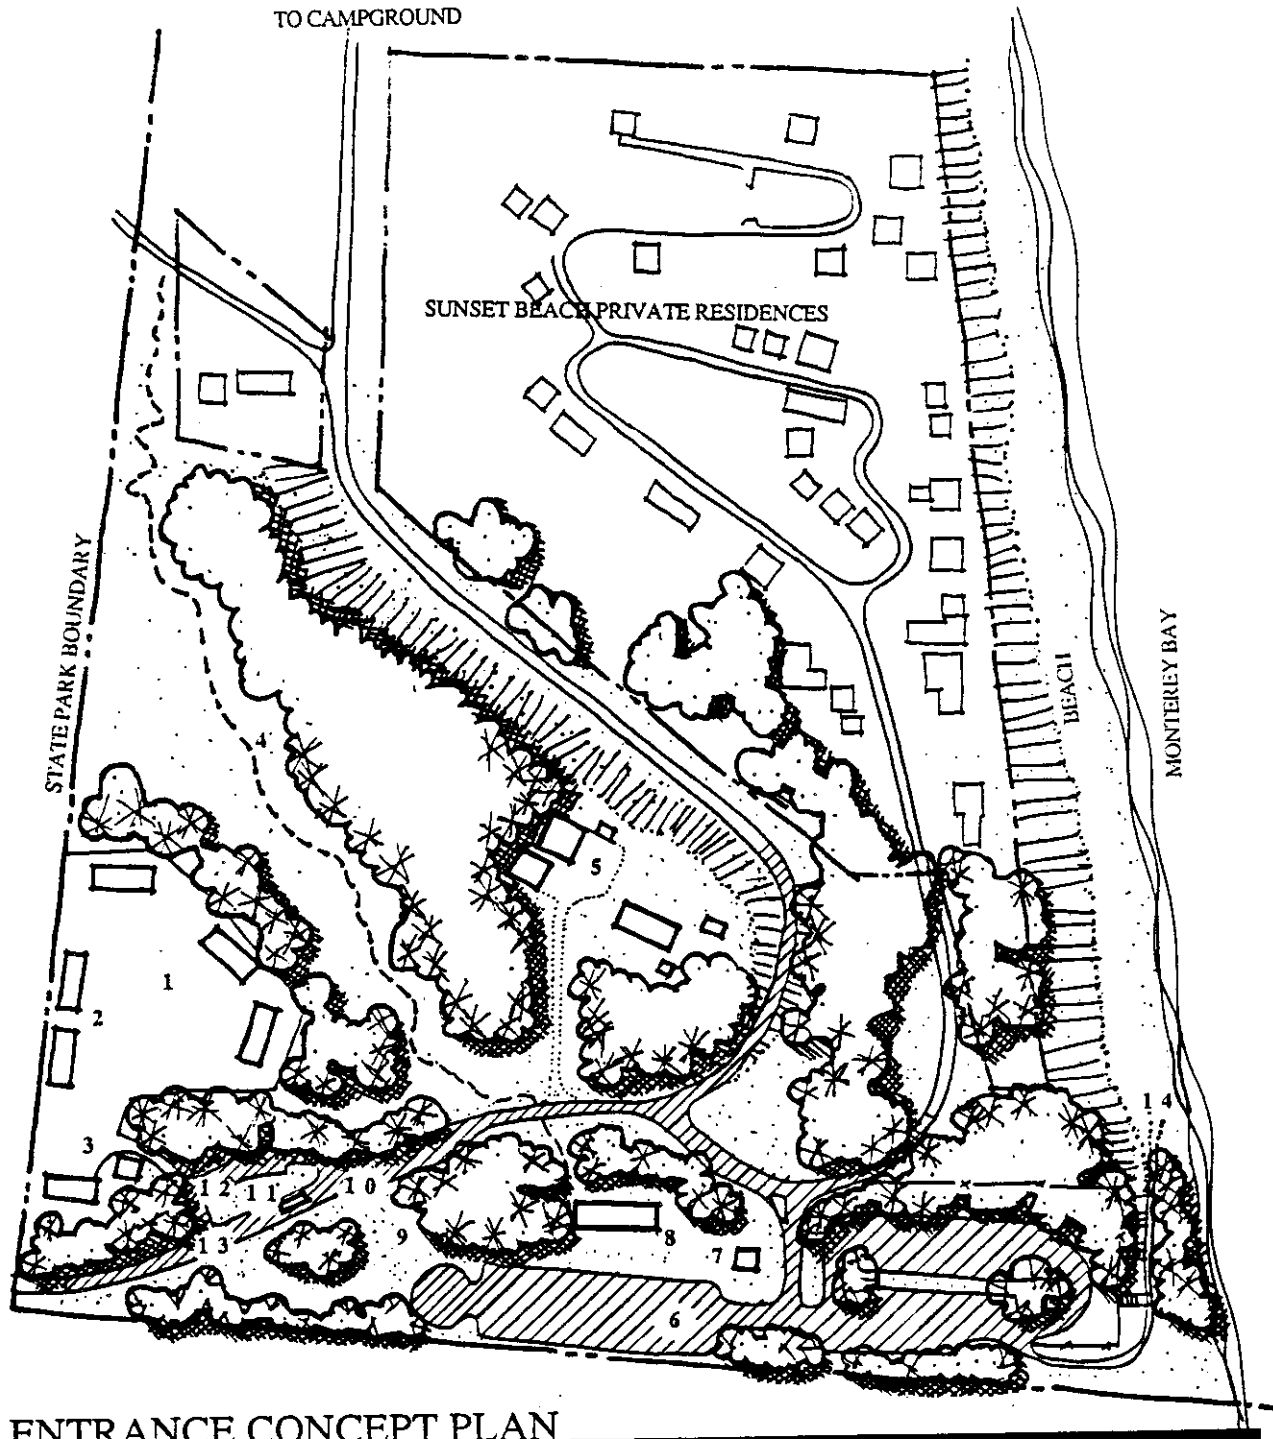 TO CAMPGROUND
SUNSET BEACH PRIVATE RESIDENCES
STATE PARK BOUNDARY
BEACH
MONTEREY BAY
4
5
1
2
3
14
12
11
10
13
9
8
7
6
ENTRANCE CONCEPT PLAN